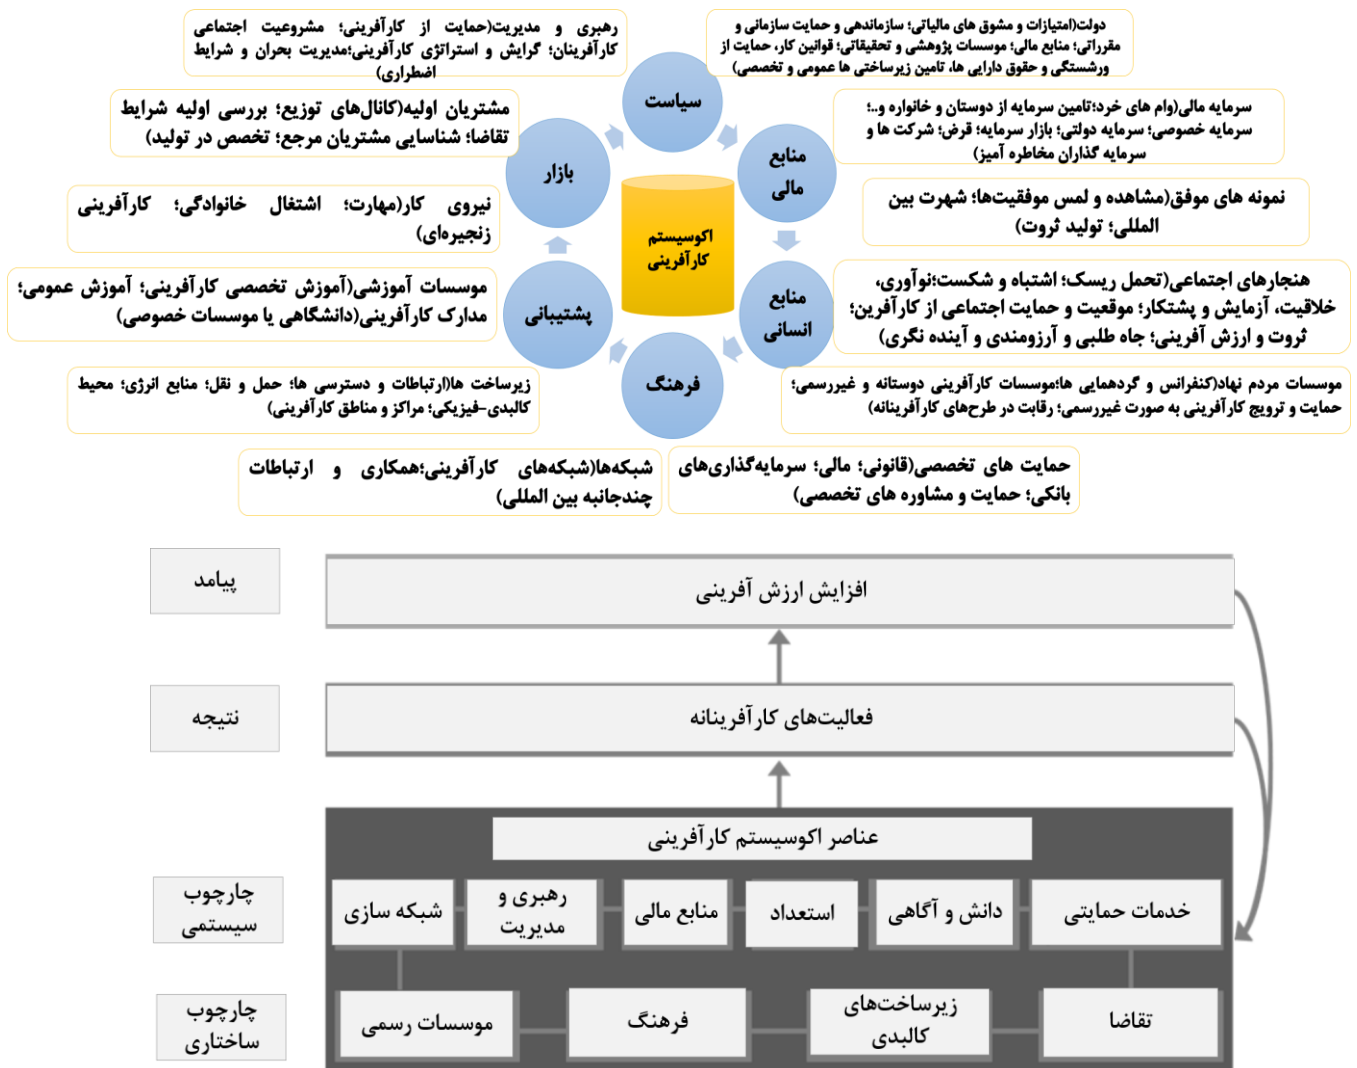 رهبری و مدیریت(حمایت از کارآفرینی؛ مشروعیت اجتماعی
کارآفرینان؛ گرایش و استراتژی کارآفرینی؛مدیریت بحران و شرایط
اضطراری)
دولت(امتیازات و مشوق های مالیاتی؛ سازماندهی و حمایت سازمانی و
مقرراتی؛ منابع مالی؛ موسسات پژوهشی و تحقیقاتی؛ قوانین کار، حمایت از
ورشستگی و حقوق دارایی ها، تامین زیرساختی ها عمومی و تخصصی)
سیاست
مشتریان اولیه(کانال‌های توزیع؛ بررسی اولیه شرایط
تقاضا؛ شناسایی مشتریان مرجع؛ تخصص در تولید)
سرمایه مالی(وام های خرد؛تامین سرمایه از دوستان و خانواره و..؛
سرمایه خصوصی؛ سرمایه دولتی؛ بازار سرمایه؛ قرض؛ شرکت ها و
سرمایه گذاران مخاطره آمیز)
بازار
منابع
مالی
نیروی کار(مهارت؛ اشتغال خانوادگی؛ کارآفرینی
زنجیره‌ای)
نمونه های موفق(مشاهده و لمس موفقیت‌ها؛ شهرت بین
المللی؛ تولید ثروت)
اکوسیستم
کارآفرینی
موسسات آموزشی(آموزش تخصصی کارآفرینی؛ آموزش عمومی؛
مدارک کارآفرینی(دانشگاهی یا موسسات خصوصی)
هنجارهای اجتماعی(تحمل ریسک؛ اشتباه و شکست؛نوآوری،
خلاقیت، آزمایش و پشتکار؛ موقعیت و حمایت اجتماعی از کارآفرین؛
ثروت و ارزش آفرینی؛ جاه طلبی و آرزومندی و آینده نگری)
پشتیبانی
منابع
انسانی
زیرساخت ها(ارتباطات و دسترسی ها؛ حمل و نقل؛ منابع انرژی؛ محیط
کالبدی-فیزیکی؛ مراکز و مناطق کارآفرینی)
فرهنگ
موسسات مردم نهاد(کنفرانس و گردهمایی ها؛موسسات کارآفرینی دوستانه و غیررسمی؛
حمایت و ترویج کارآفرینی به صورت غیررسمی؛ رقابت در طرح‌های کارآفرینانه)
شبکه‌ها(شبکه‌های کارآفرینی؛همکاری و ارتباطات
چندجانبه بین المللی)
حمایت های تخصصی(قانونی؛ مالی؛ سرمایه‌گذاری‌های
بانکی؛ حمایت و مشاوره های تخصصی)
پیامد
افزایش ارزش آفرینی
نتیجه
فعالیت‌های کارآفرینانه
عناصر اکوسیستم کارآفرینی
چارچوب
سیستمی
خدمات حمایتی
دانش و آگاهی
استعداد
منابع مالی
رهبری و
مدیریت
شبکه سازی
چارچوب
ساختاری
تقاضا
زیرساخت‌های
کالبدی
فرهنگ
موسسات رسمی